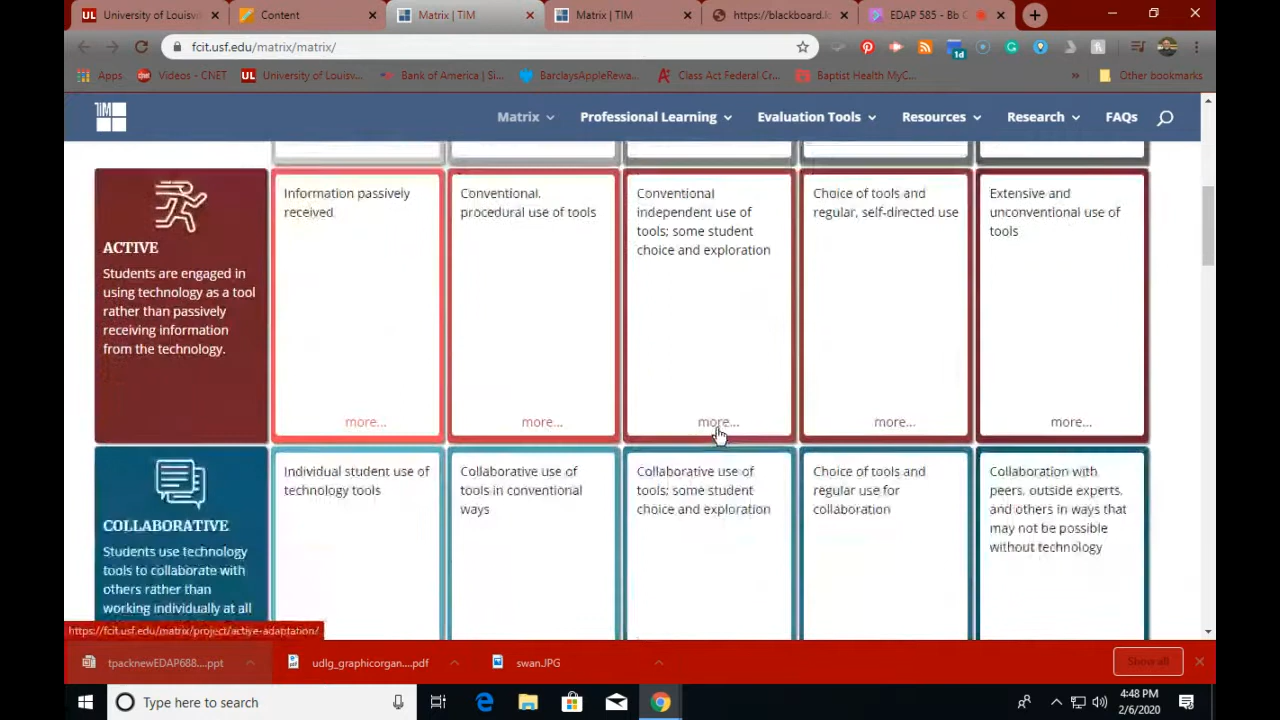 University of Louisv
Content
Matrix | TIM
Matrix | TIM
https://blackboard.lo
EDAP 585 - Bb C
fcit.usf.edu/matrix/matrix/
1d
Apps
Videos - CNET
UL
University of Louisv...
Bank of America | Si...
BarclaysAppleRewa...
Class Act Federal Cr...
Baptist Health MyC...
»
Other bookmarks
TIM
Matrix
Professional Learning
Evaluation Tools
Resources
Research
FAQs
ACTIVE
Students are engaged in
using technology as a tool
rather than passively
receiving information
from the technology.
Information passively
received
more...
Conventional,
procedural use of tools
more...
Conventional
independent use of
tools; some student
choice and exploration
more...
Choice of tools and
regular, self-directed use
more...
Extensive and
unconventional use of
tools
more...
COLLABORATIVE
Students use technology
tools to collaborate with
others rather than
working individually at all
Individual student use of
technology tools
Collaborative use of
tools in conventional
ways
Collaborative use of
tools; some student
choice and exploration
Choice of tools and
regular use for
collaboration
Collaboration with
peers, outside experts,
and others in ways that
may not be possible
without technology
https://fcit.usf.edu/matrix/project/active-adaptation/
tpacknewEDAP688....ppt
udlg_graphicorgan....pdf
swan.JPG
Show all
Type here to search
4:48 PM
2/6/2020